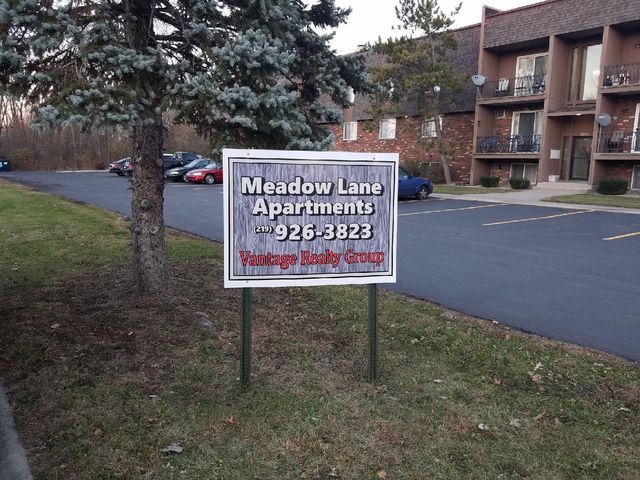 Meadow Lane
Apartments
(219) 926-3823
Vantage Realty Group